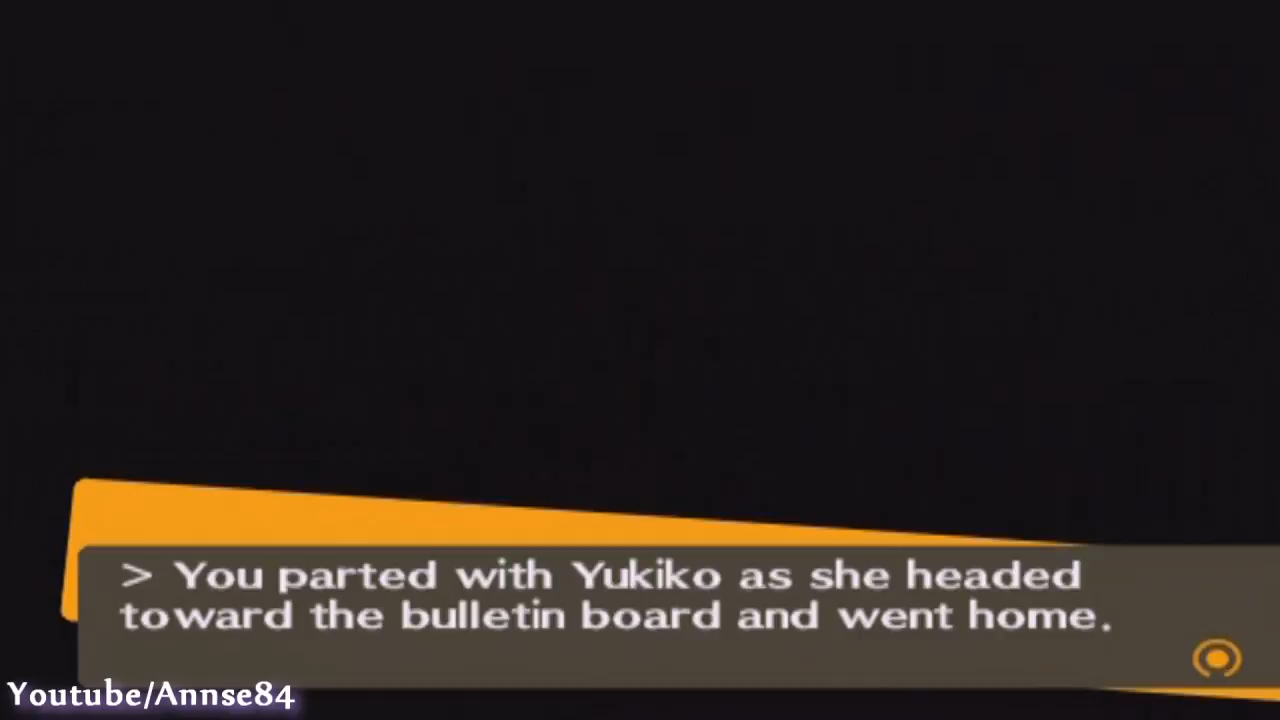 > You parted with Yukiko as she headed
toward the bulletin board and went home.
Youtube/Annse84